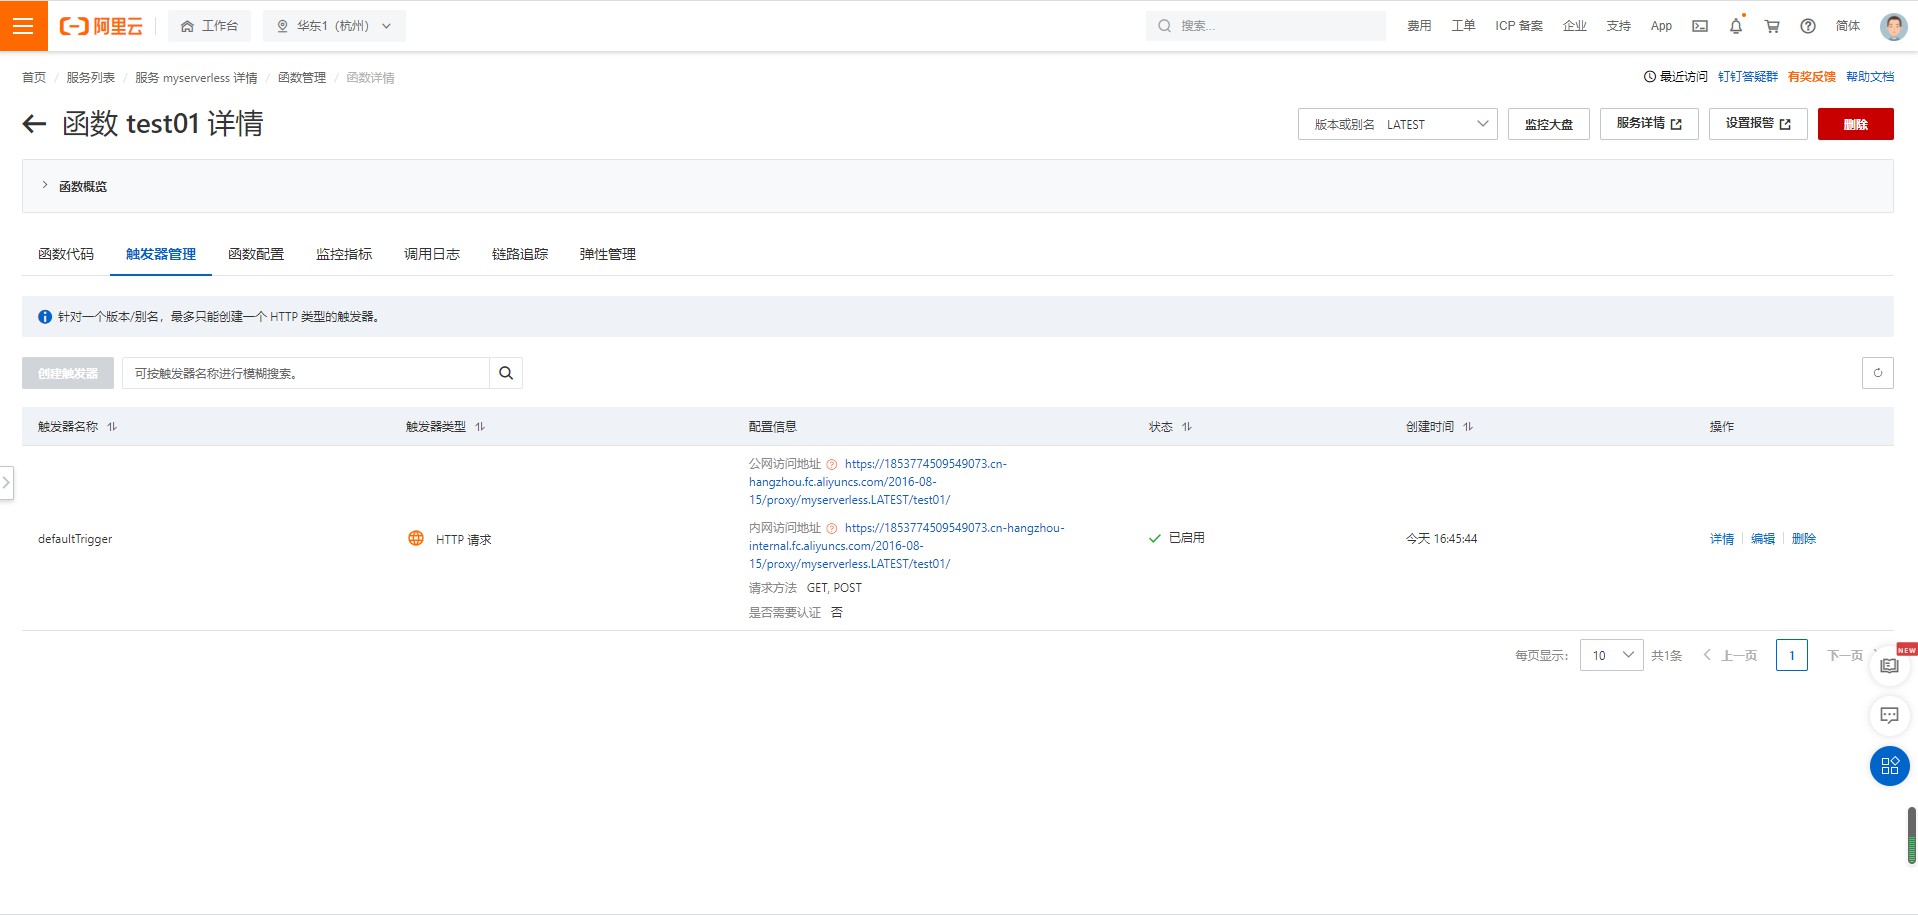 阿里云 工作台 华东1（杭州） 搜索... 费用 工单 ICP 备案 企业 支持 App 简体
首页 / 服务列表 / 服务 myserverless 详情 / 函数管理 / 函数详情
最近访问 钉钉答疑群 有奖反馈 帮助文档
函数 test01 详情
版本或别名 LATEST 监控大盘 服务详情 设置报警 删除
函数概览
函数代码 触发器管理 函数配置 监控指标 调用日志 链路追踪 弹性管理
针对一个版本/别名，最多只能创建一个 HTTP 类型的触发器。
创建触发器 可按触发器名称进行模糊搜索。
触发器名称 触发器类型 配置信息 状态 创建时间 操作
公网访问地址 https://1853774509549073.cn-
hangzhou.fc.aliyuncs.com/2016-08-
15/proxy/myserverless.LATEST/test01/
内网访问地址 https://1853774509549073.cn-hangzhou-
internal.fc.aliyuncs.com/2016-08-
15/proxy/myserverless.LATEST/test01/
请求方法 GET, POST
是否需要认证 否
defaultTrigger HTTP 请求 已启用 今天 16:45:44 详情 编辑 删除
每页显示: 10 共1条 上一页 1 下一页
NEW